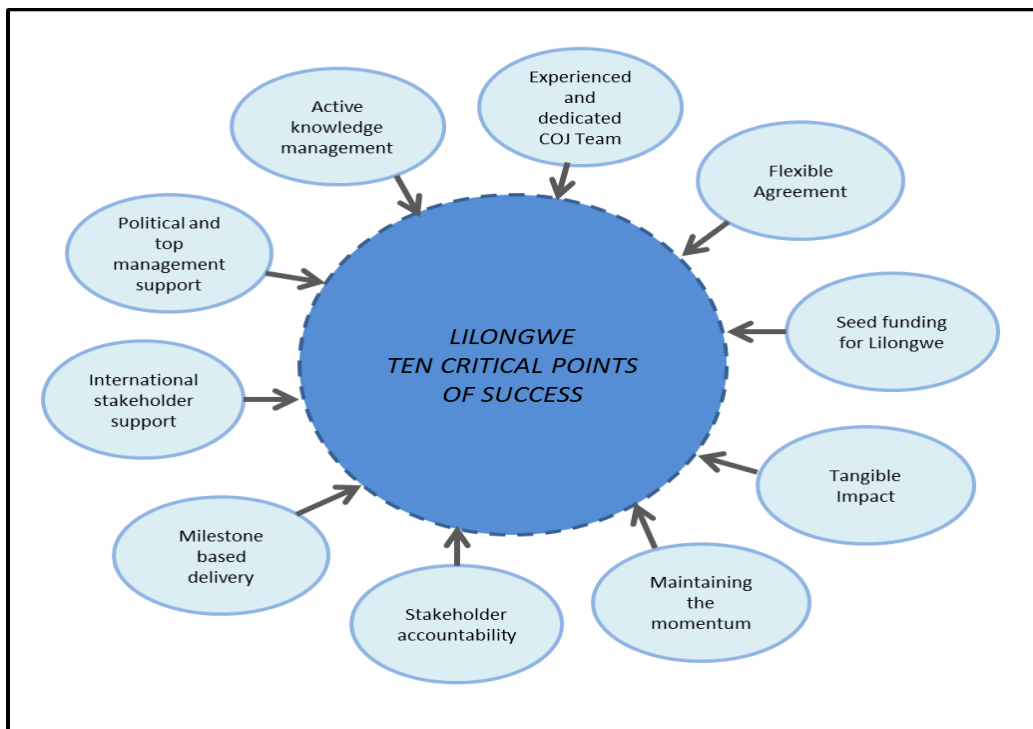 Experienced
and
dedicated
COJ Team
Active
knowledge
management
Flexible
Agreement
Political and
top
management
support
Seed funding
for Lilongwe
LILONGWE
TEN CRITICAL POINTS
OF SUCCESS
International
stakeholder
support
Tangible
Impact
Milestone
based
delivery
Maintaining
the
momentum
Stakeholder
accountability